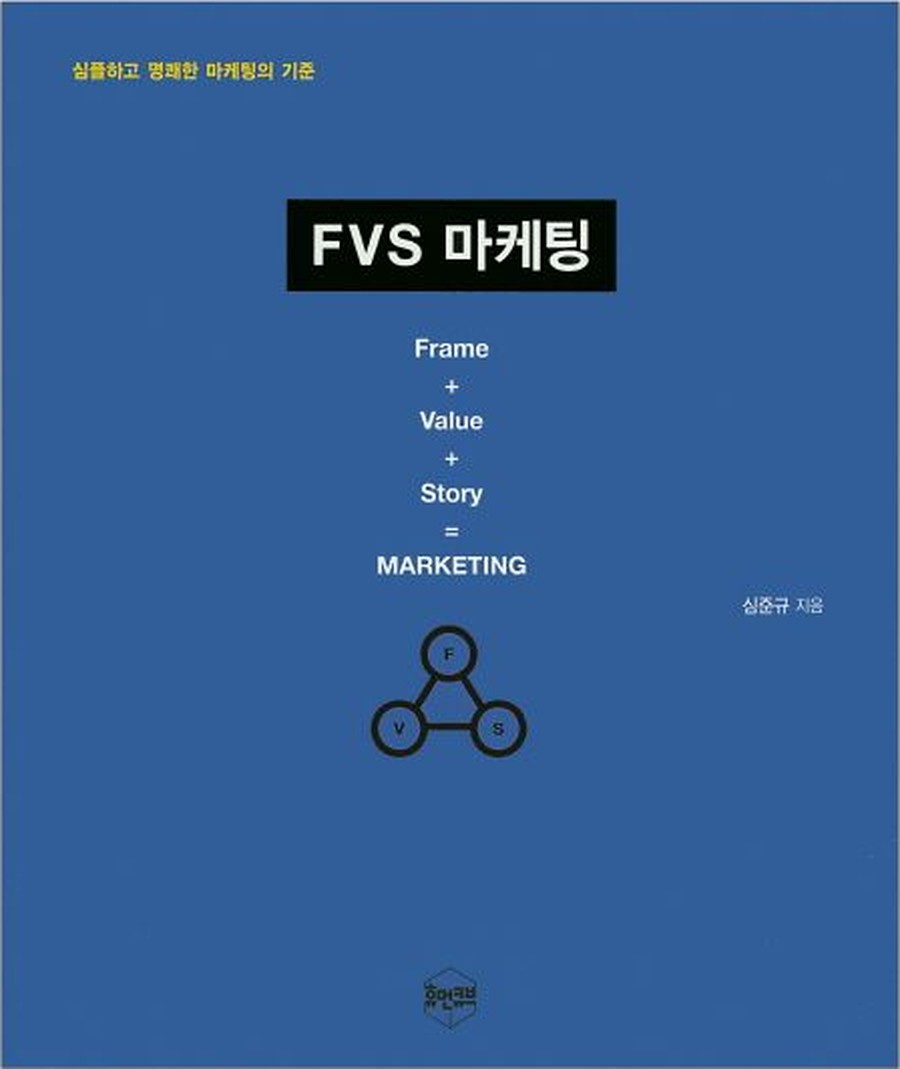 심플하고 명쾌한 마케팅의 기준
FVS 마케팅
Frame
+
Value
+
Story
=
MARKETING
심준규 지음
F
V S
휴먼큐브